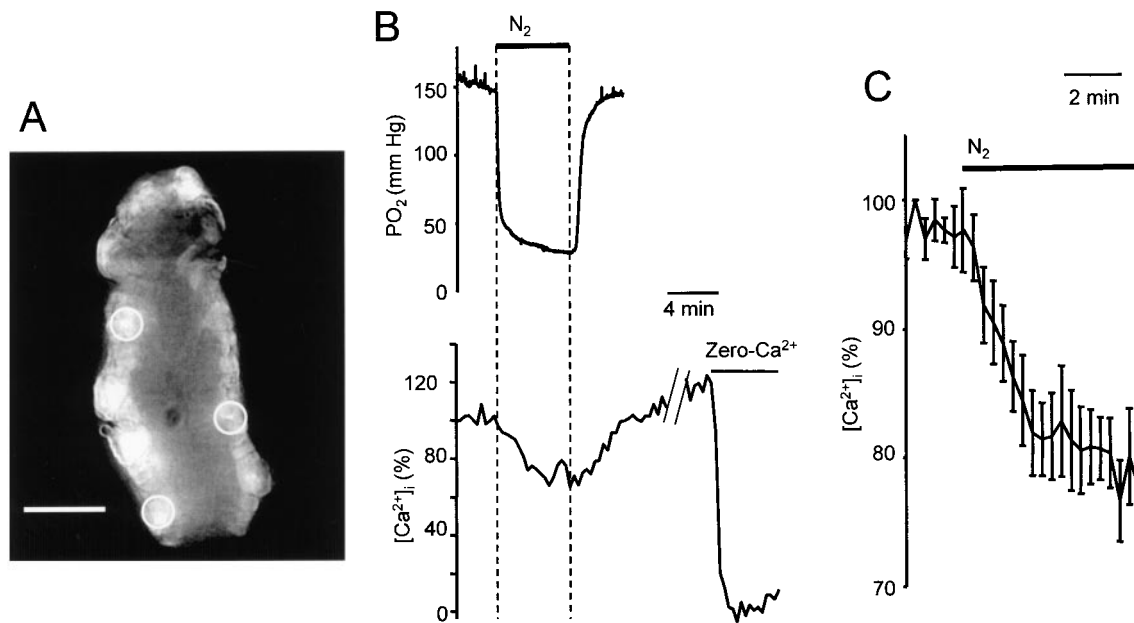 A
B
N₂
150
100
50
0
PO₂ (mm Hg)
4 min
Zero-Ca²⁺
120
80
40
0
[Ca²⁺]ᵢ (%)
C
2 min
N₂
100
90
80
70
[Ca²⁺]ᵢ (%)